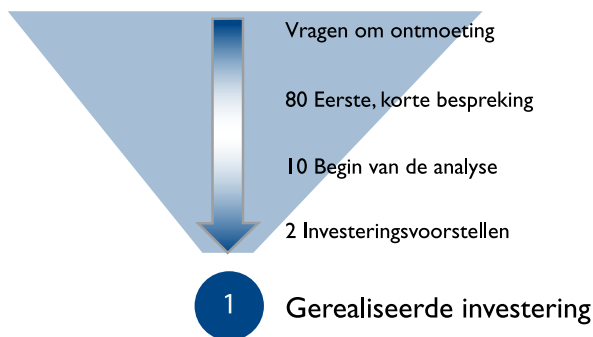 Vragen om ontmoeting
80 Eerste, korte bespreking
10 Begin van de analyse
2 Investeringsvoorstellen
1 Gerealiseerde investering